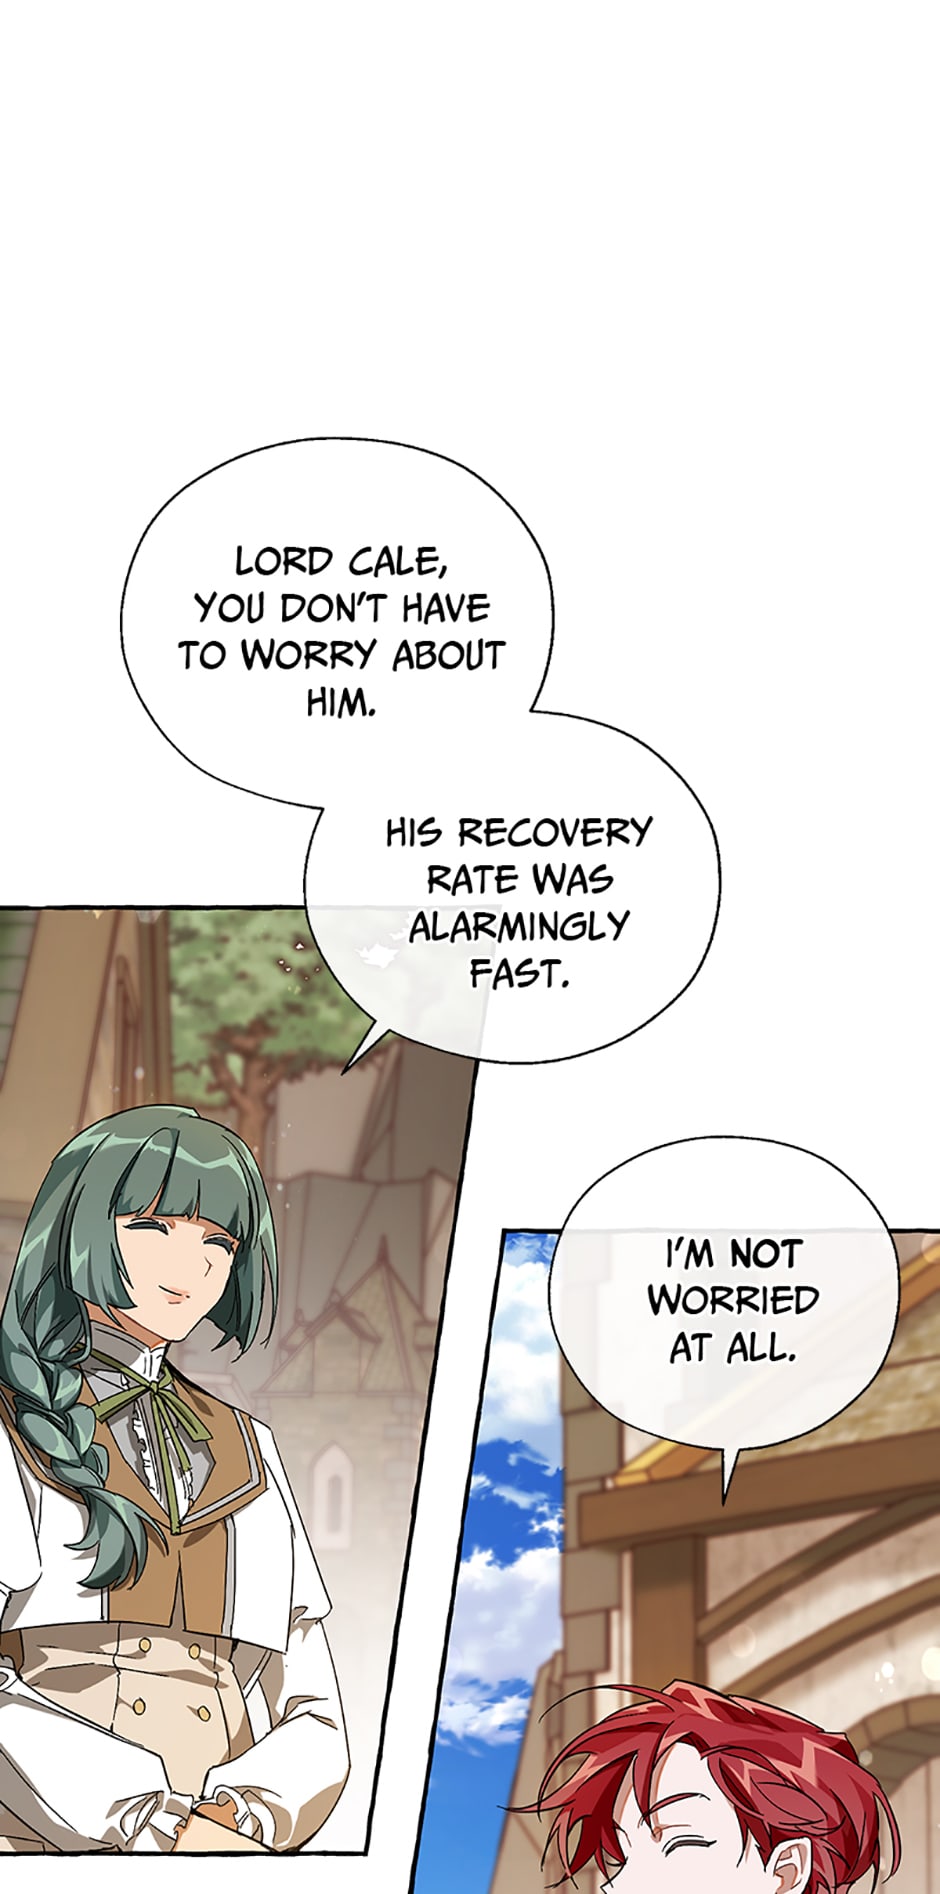 LORD CALE,
YOU DON'T HAVE
TO WORRY ABOUT
HIM.
HIS RECOVERY
RATE WAS
ALARMINGLY
FAST.
I'M NOT
WORRIED
AT ALL.